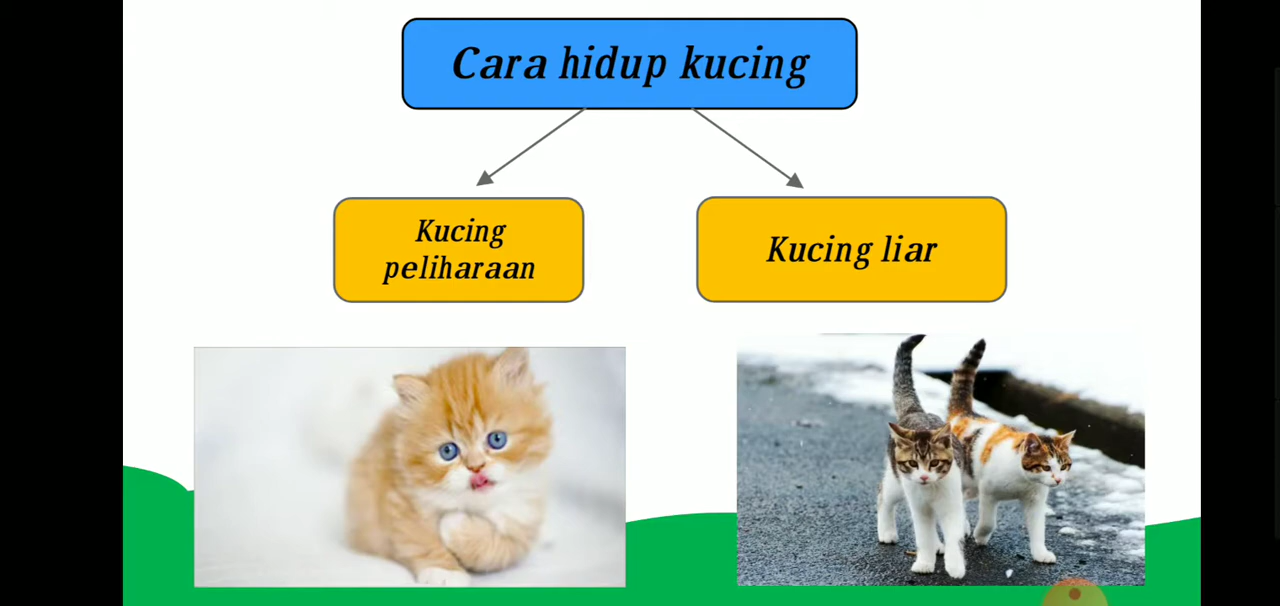 Cara hidup kucing
Kucing
peliharaan
Kucing liar